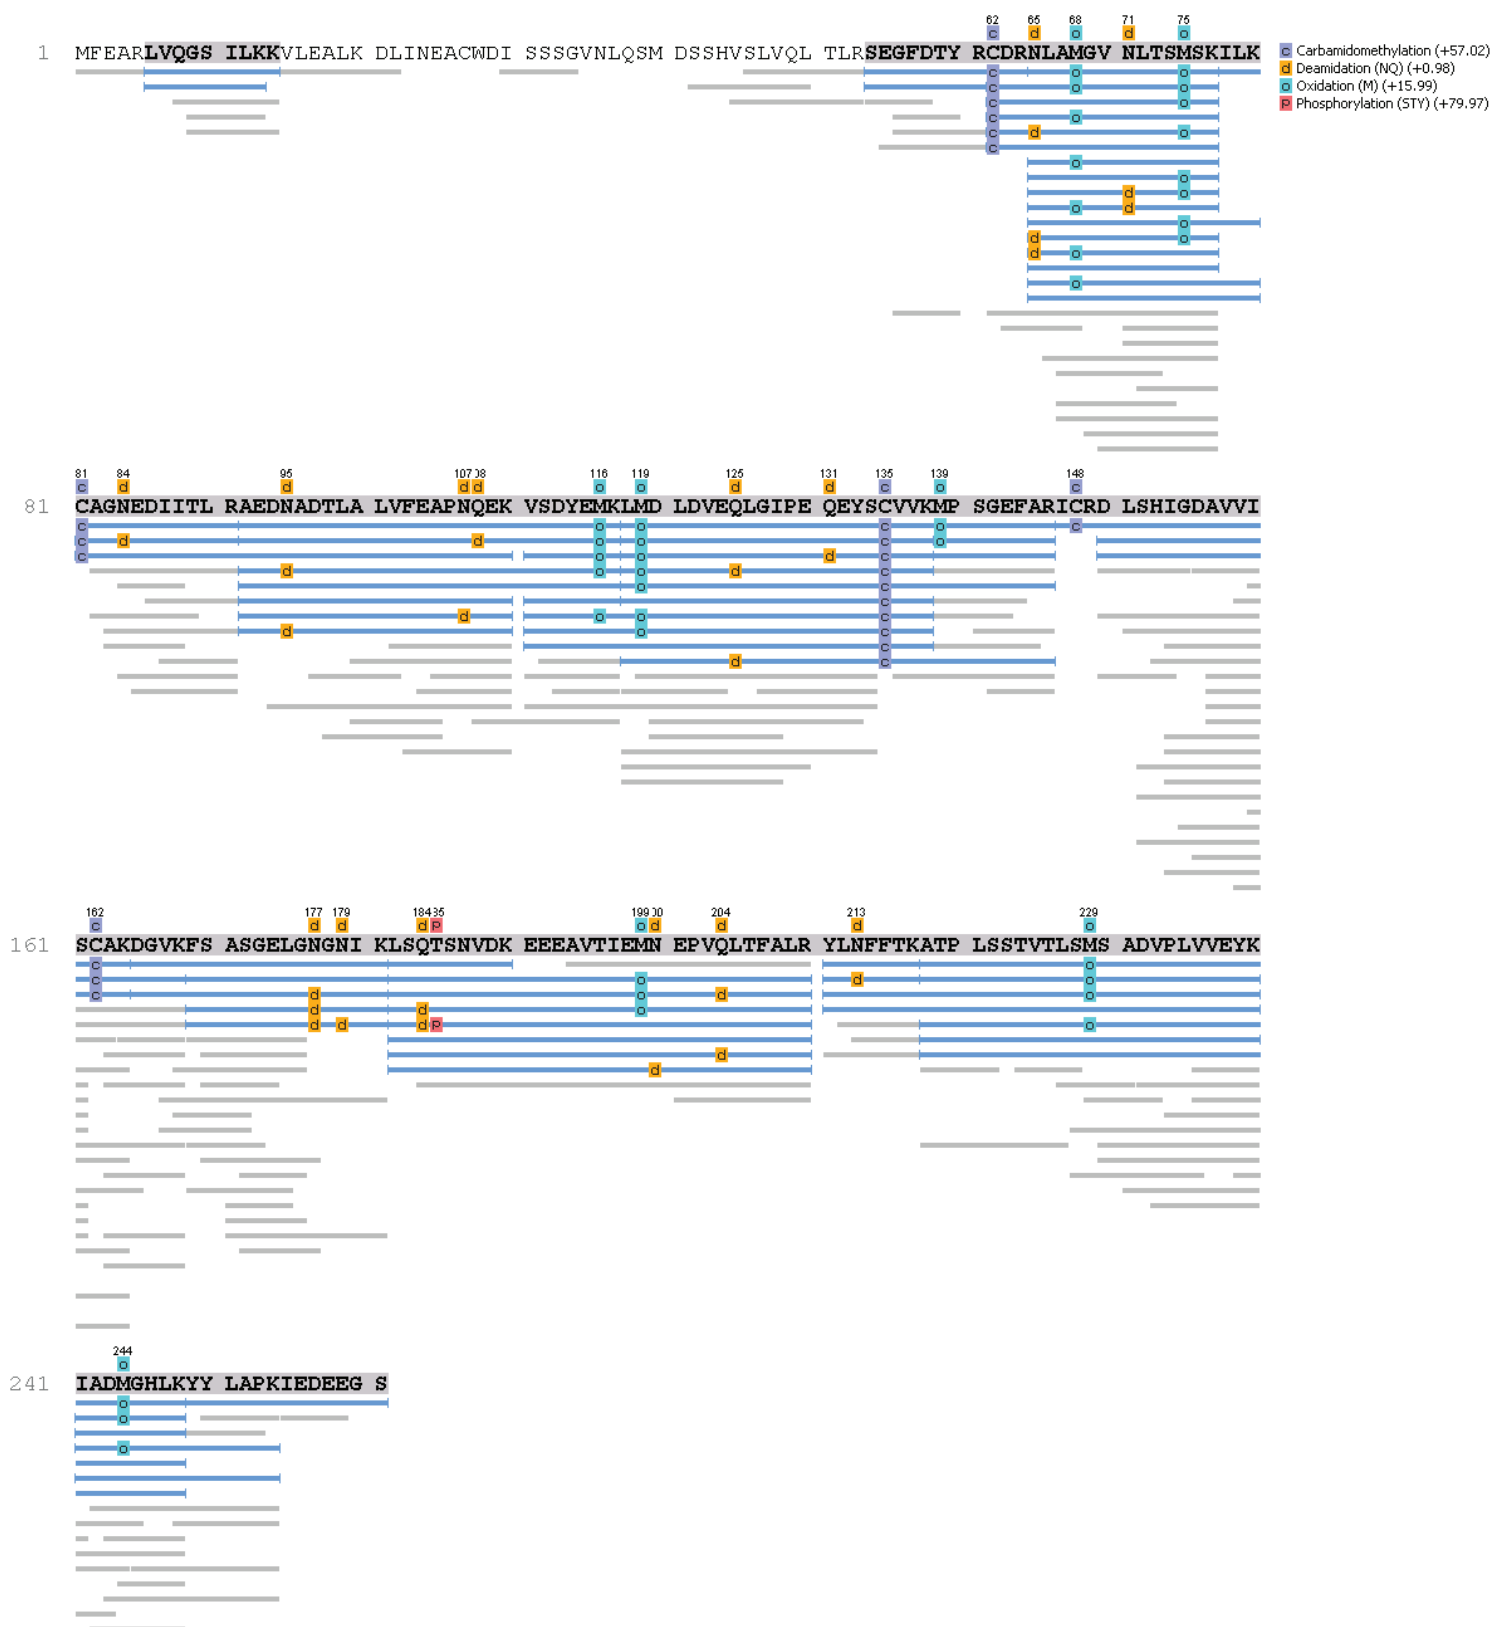 62 65 68 71 75
c d o d o
1 MFEARLVQGS ILKKVLEALK DLINEACWDI SSSGVNLQSM DSSHVSLVQL TLRSEGFDTY RCDRNLAMGV NLTSMSKILK
c Carbamidomethylation (+57.02)
d Deamidation (NQ) (+0.98)
o Oxidation (M) (+15.99)
p Phosphorylation (STY) (+79.97)
81 84 95 107 116 119 125 131 135 139 148
c d d d d o o d d c o c
81 CAGNEDIITL RAEDNADTLA LVFEAPNQEK VSDYEMKLMD LDVEQLGIPE QEYSCVVKMP SGEFARICRD LSHIGDAVVI
162 177 179 184 199 204 213 229
c d d d p o d d d o
161 SCAKDGVKFS ASGELGNGNI KLSQTSNVDK EEEAVTIEMN EPVQLTFALR YLNFFTKATP LSSTVTLSMS ADVPLVVEYK
244
o
241 IADMGHLKYY LAPKIEDEEG S